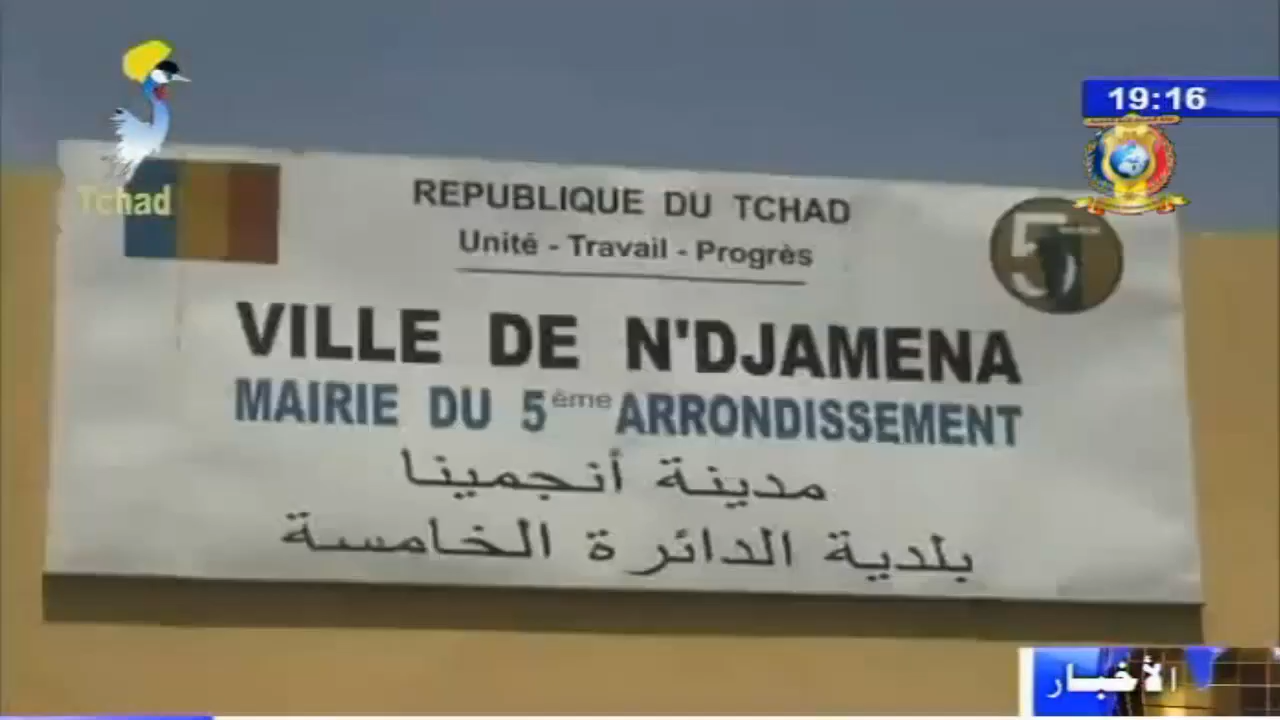 19:16
Tchad
REPUBLIQUE DU TCHAD
Unité - Travail - Progrès
5
VILLE DE N'DJAMENA
MAIRIE DU 5ème ARRONDISSEMENT
مدينة أنجمينا
بلدية الدائرة الخامسة
الأخبار